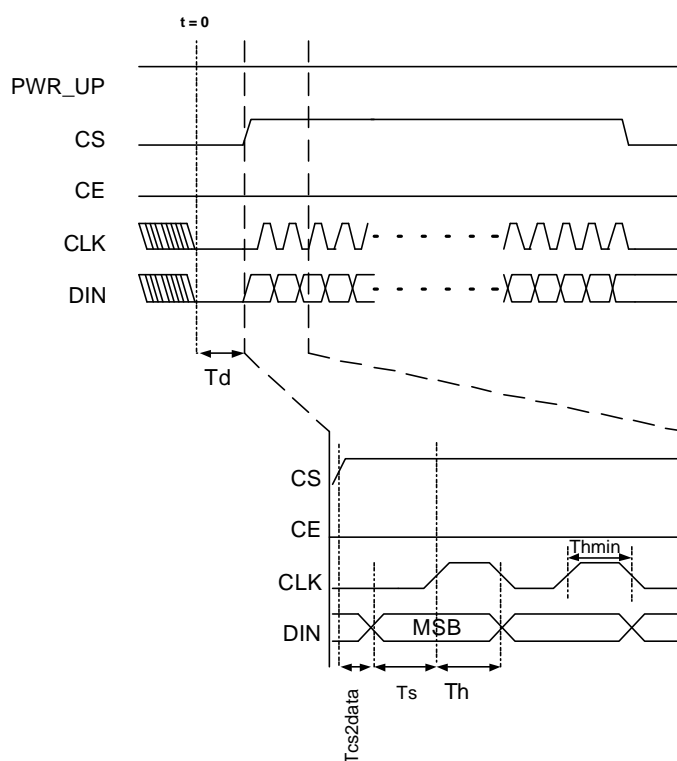 t = 0
PWR_UP
CS
CE
CLK
DIN
Td
CS
CE
Thmin
CLK
DIN
MSB
Tcs2data
Ts
Th